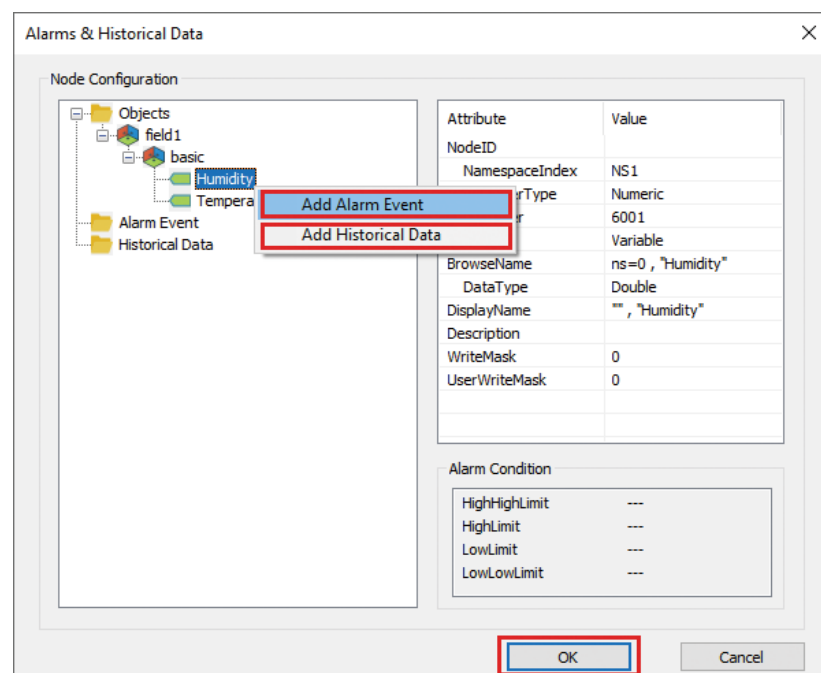 Alarms & Historical Data
Node Configuration
Objects
field1
basic
Humidity
Tempera
Alarm Event
Historical Data
Add Alarm Event
Add Historical Data
Attribute Value
NodeID
NamespaceIndex NS1
rType Numeric
r 6001
Variable
BrowseName ns=0 , "Humidity"
DataType Double
DisplayName "" , "Humidity"
Description
WriteMask 0
UserWriteMask 0
Alarm Condition
HighHighLimit ---
HighLimit ---
LowLimit ---
LowLowLimit ---
OK Cancel